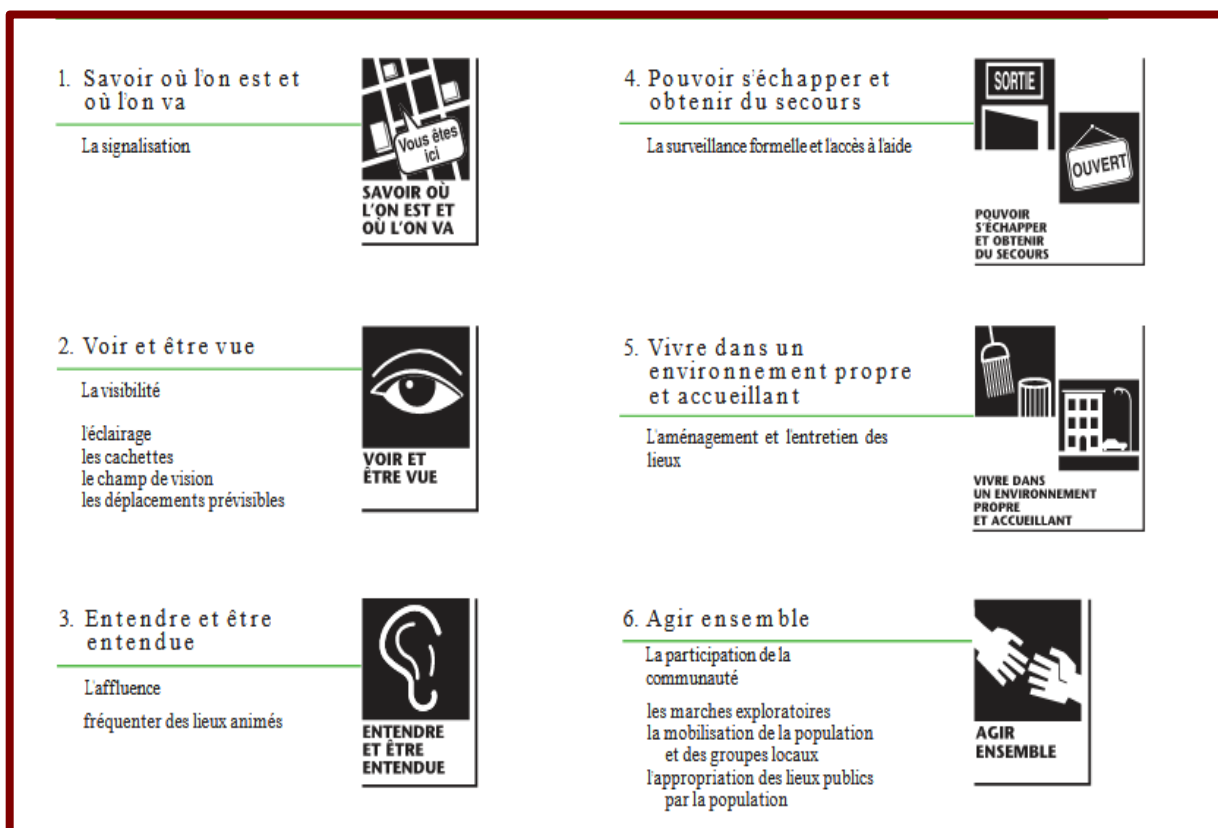 1. Savoir où l'on est et
où l'on va
La signalisation
Vous êtes
ici
SAVOIR OÙ
L'ON EST ET
OÙ L'ON VA
2. Voir et être vue
La visibilité
l'éclairage
les cachettes
le champ de vision
les déplacements prévisibles
VOIR ET
ÊTRE VUE
3. Entendre et être
entendue
L'affluence
fréquenter des lieux animés
ENTENDRE
ET ÊTRE
ENTENDUE
4. Pouvoir s'échapper et
obtenir du secours
La surveillance formelle et l'accès à l'aide
SORTIE
OUVERT
POUVOIR
S'ÉCHAPPER
ET OBTENIR
DU SECOURS
5. Vivre dans un
environnement propre
et accueillant
L'aménagement et l'entretien des
lieux
VIVRE DANS
UN ENVIRONNEMENT
PROPRE
ET ACCUEILLANT
6. Agir ensemble
La participation de la
communauté
les marches exploratoires
la mobilisation de la population
et des groupes locaux
l'appropriation des lieux publics
par la population
AGIR
ENSEMBLE